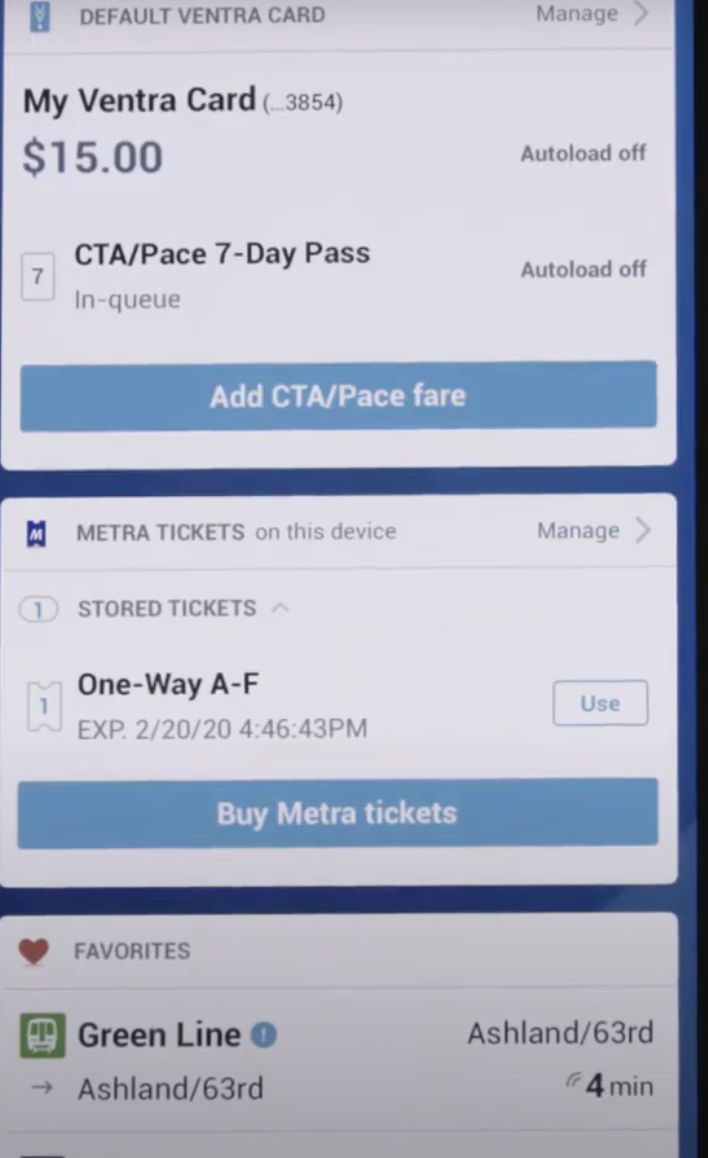 DEFAULT VENTRA CARD Manage
My Ventra Card (...3854)
$15.00 Autoload off
7 CTA/Pace 7-Day Pass Autoload off
In-queue
Add CTA/Pace fare
M METRA TICKETS on this device Manage
1 STORED TICKETS
1 One-Way A-F Use
EXP. 2/20/20 4:46:43PM
Buy Metra tickets
FAVORITES
Green Line ! Ashland/63rd
→ Ashland/63rd 4 min